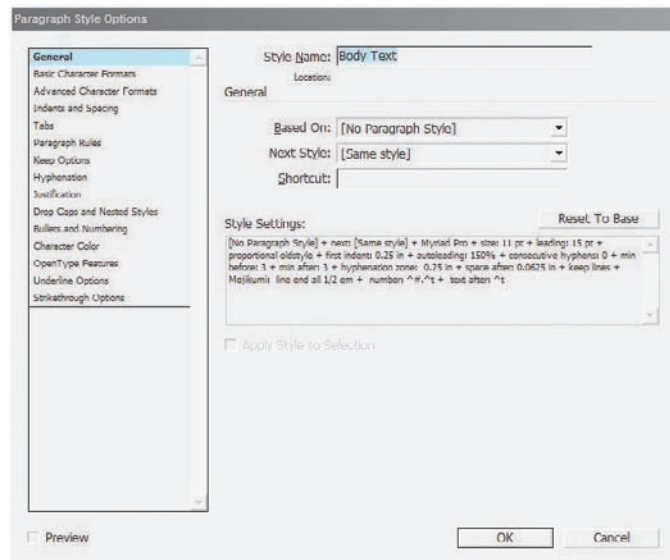 Paragraph Style Options
General
Basic Character Formats
Advanced Character Formats
Indents and Spacing
Tabs
Paragraph Rules
Keep Options
Hyphenation
Justification
Drop Caps and Nested Styles
Bullets and Numbering
Character Color
OpenType Features
Underline Options
Strikethrough Options
Style Name: Body Text
Location:
General
Based On: [No Paragraph Style]
Next Style: [Same style]
Shortcut:
Style Settings:
Reset To Base
[No Paragraph Style] + next: [Same style] + Myriad Pro + size: 11 pt + leading: 15 pt +
proportional oldstyle + first indent: 0.25 in + autoleading: 150% + consecutive hyphens: 0 + min
before: 3 + min after: 3 + hyphenation zone: 0.25 in + space after: 0.0625 in + keep lines +
Mojikumi: line end all 1/2 em + number: ^#.^t + text after: ^t
Apply Style to Selection
Preview
OK
Cancel